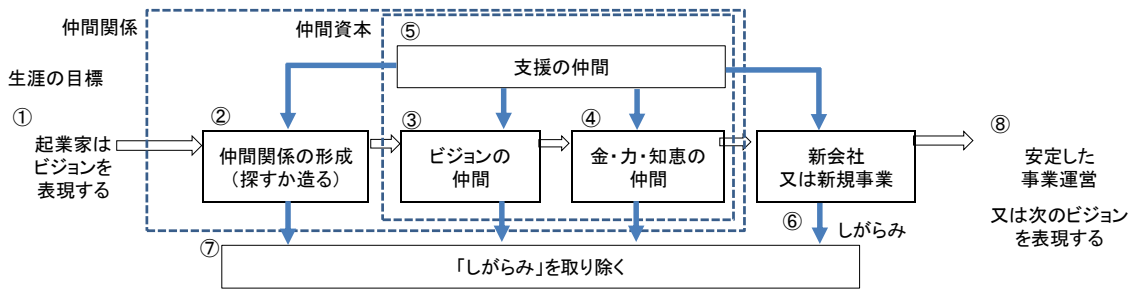 仲間関係
仲間資本
⑤
支援の仲間
生涯の目標
①
起業家は
ビジョンを
表現する
②
仲間関係の形成
(探すか造る)
③
ビジョンの
仲間
④
金・力・知恵の
仲間
新会社
又は新規事業
⑧
安定した
事業運営
又は次のビジョン
を表現する
⑥
しがらみ
⑦
「しがらみ」を取り除く